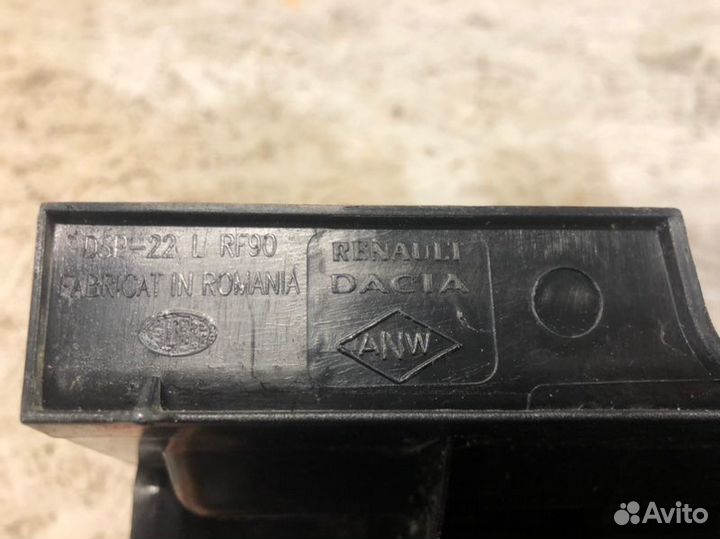 DSP-22 L RF90
FABRICAT IN ROMANIA
RENAULT
DACIA
ANW
Avito